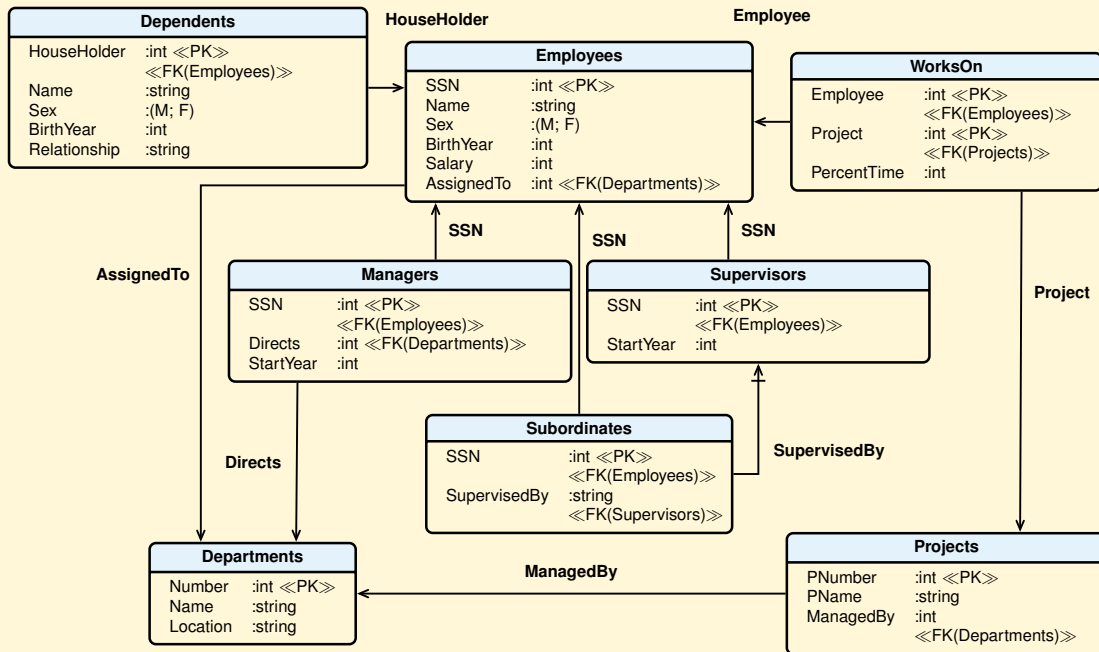 HouseHolder
Employee
Dependents
HouseHolder :int ≪PK≫
≪FK(Employees)≫
Name :string
Sex :(M; F)
BirthYear :int
Relationship :string
Employees
SSN :int ≪PK≫
Name :string
Sex :(M; F)
BirthYear :int
Salary :int
AssignedTo :int ≪FK(Departments)≫
WorksOn
Employee :int ≪PK≫
≪FK(Employees)≫
Project :int ≪PK≫
≪FK(Projects)≫
PercentTime :int
SSN
SSN
SSN
AssignedTo
Project
Managers
SSN :int ≪PK≫
≪FK(Employees)≫
Directs :int ≪FK(Departments)≫
StartYear :int
Supervisors
SSN :int ≪PK≫
≪FK(Employees)≫
StartYear :int
Subordinates
SSN :int ≪PK≫
≪FK(Employees)≫
SupervisedBy :string
≪FK(Supervisors)≫
SupervisedBy
Directs
Departments
Number :int ≪PK≫
Name :string
Location :string
ManagedBy
Projects
PNumber :int ≪PK≫
PName :string
ManagedBy :int
≪FK(Departments)≫